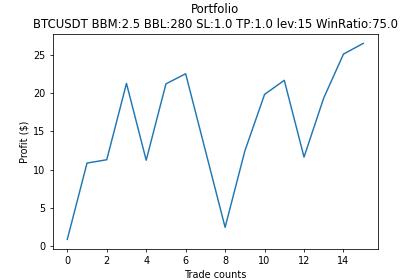 Portfolio
BTCUSDT BBM:2.5 BBL:280 SL:1.0 TP:1.0 lev:15 WinRatio:75.0
25
20
15
10
5
0
Profit ($)
0 2 4 6 8 10 12 14
Trade counts